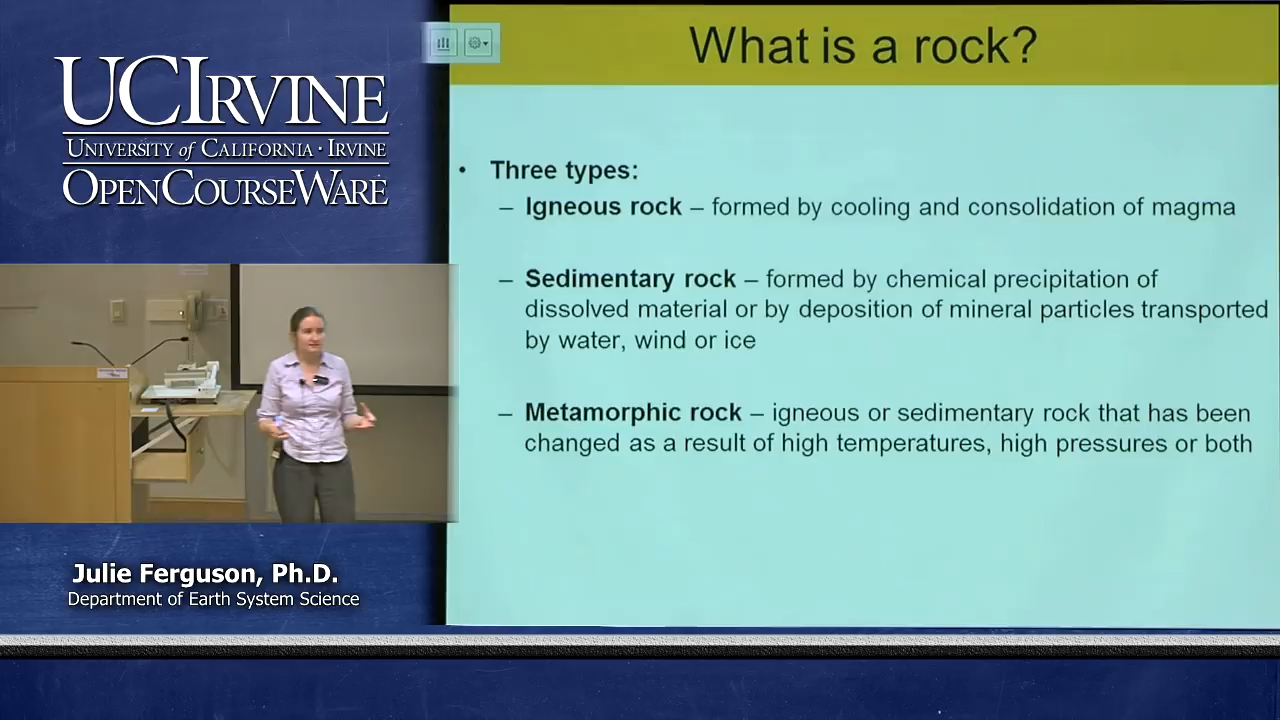 UCIRVINE
UNIVERSITY of CALIFORNIA · IRVINE
OPENCOURSEWARE
What is a rock?
• Three types:
– Igneous rock – formed by cooling and consolidation of magma
– Sedimentary rock – formed by chemical precipitation of
dissolved material or by deposition of mineral particles transported
by water, wind or ice
– Metamorphic rock – igneous or sedimentary rock that has been
changed as a result of high temperatures, high pressures or both
Julie Ferguson, Ph.D.
Department of Earth System Science